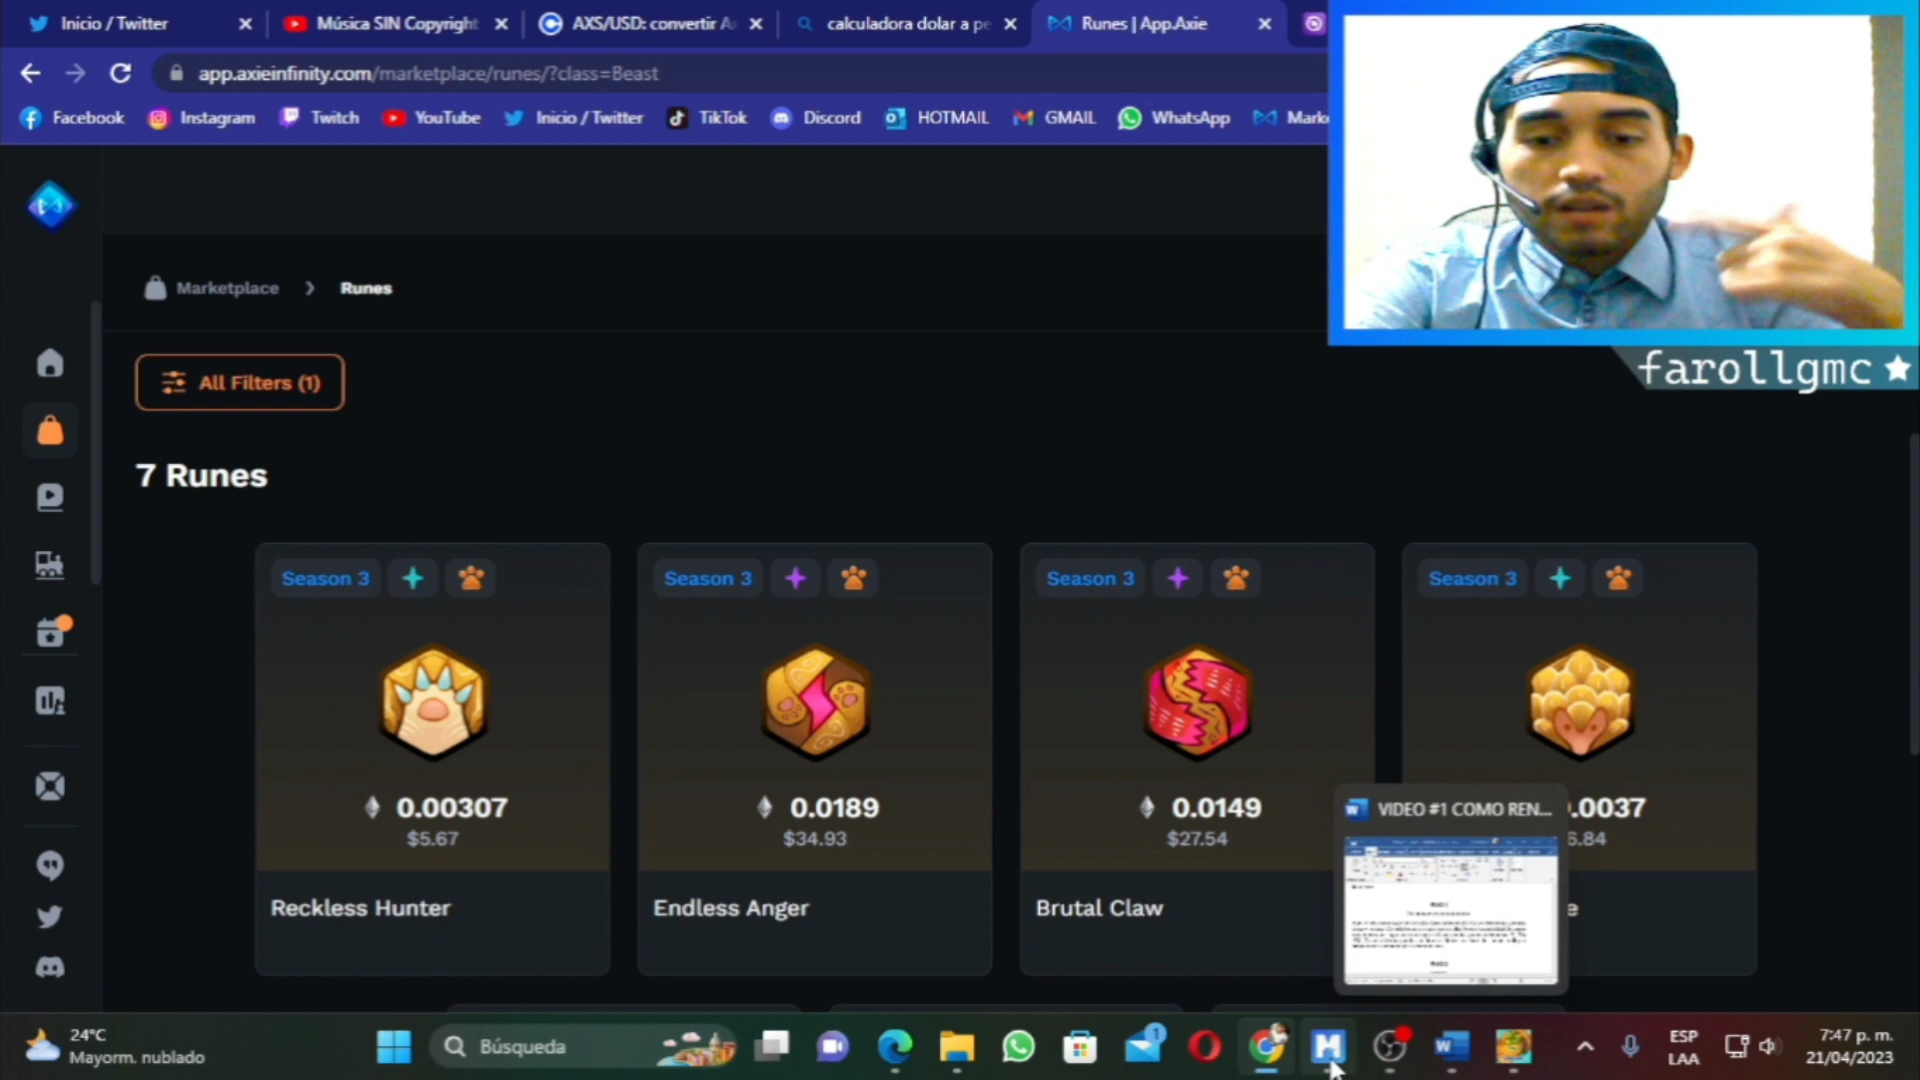 Inicio / Twitter
Música SIN Copyright
AXS/USD: convertir A
calculadora dolar a pe
Runes | App.Axie
app.axieinfinity.com/marketplace/runes/?class=Beast
Facebook
Instagram
Twitch
YouTube
Inicio / Twitter
TikTok
Discord
HOTMAIL
GMAIL
WhatsApp
Mark
farollgmc
Marketplace
Runes
All Filters (1)
7 Runes
Season 3
Season 3
Season 3
Season 3
0.00307
0.0189
0.0149
.0037
$5.67
$34.93
$27.54
6.84
VIDEO #1 COMO REN...
Reckless Hunter
Endless Anger
Brutal Claw
e
24°C
Mayorm. nublado
Búsqueda
1
ESP
LAA
7:47 p. m.
21/04/2023